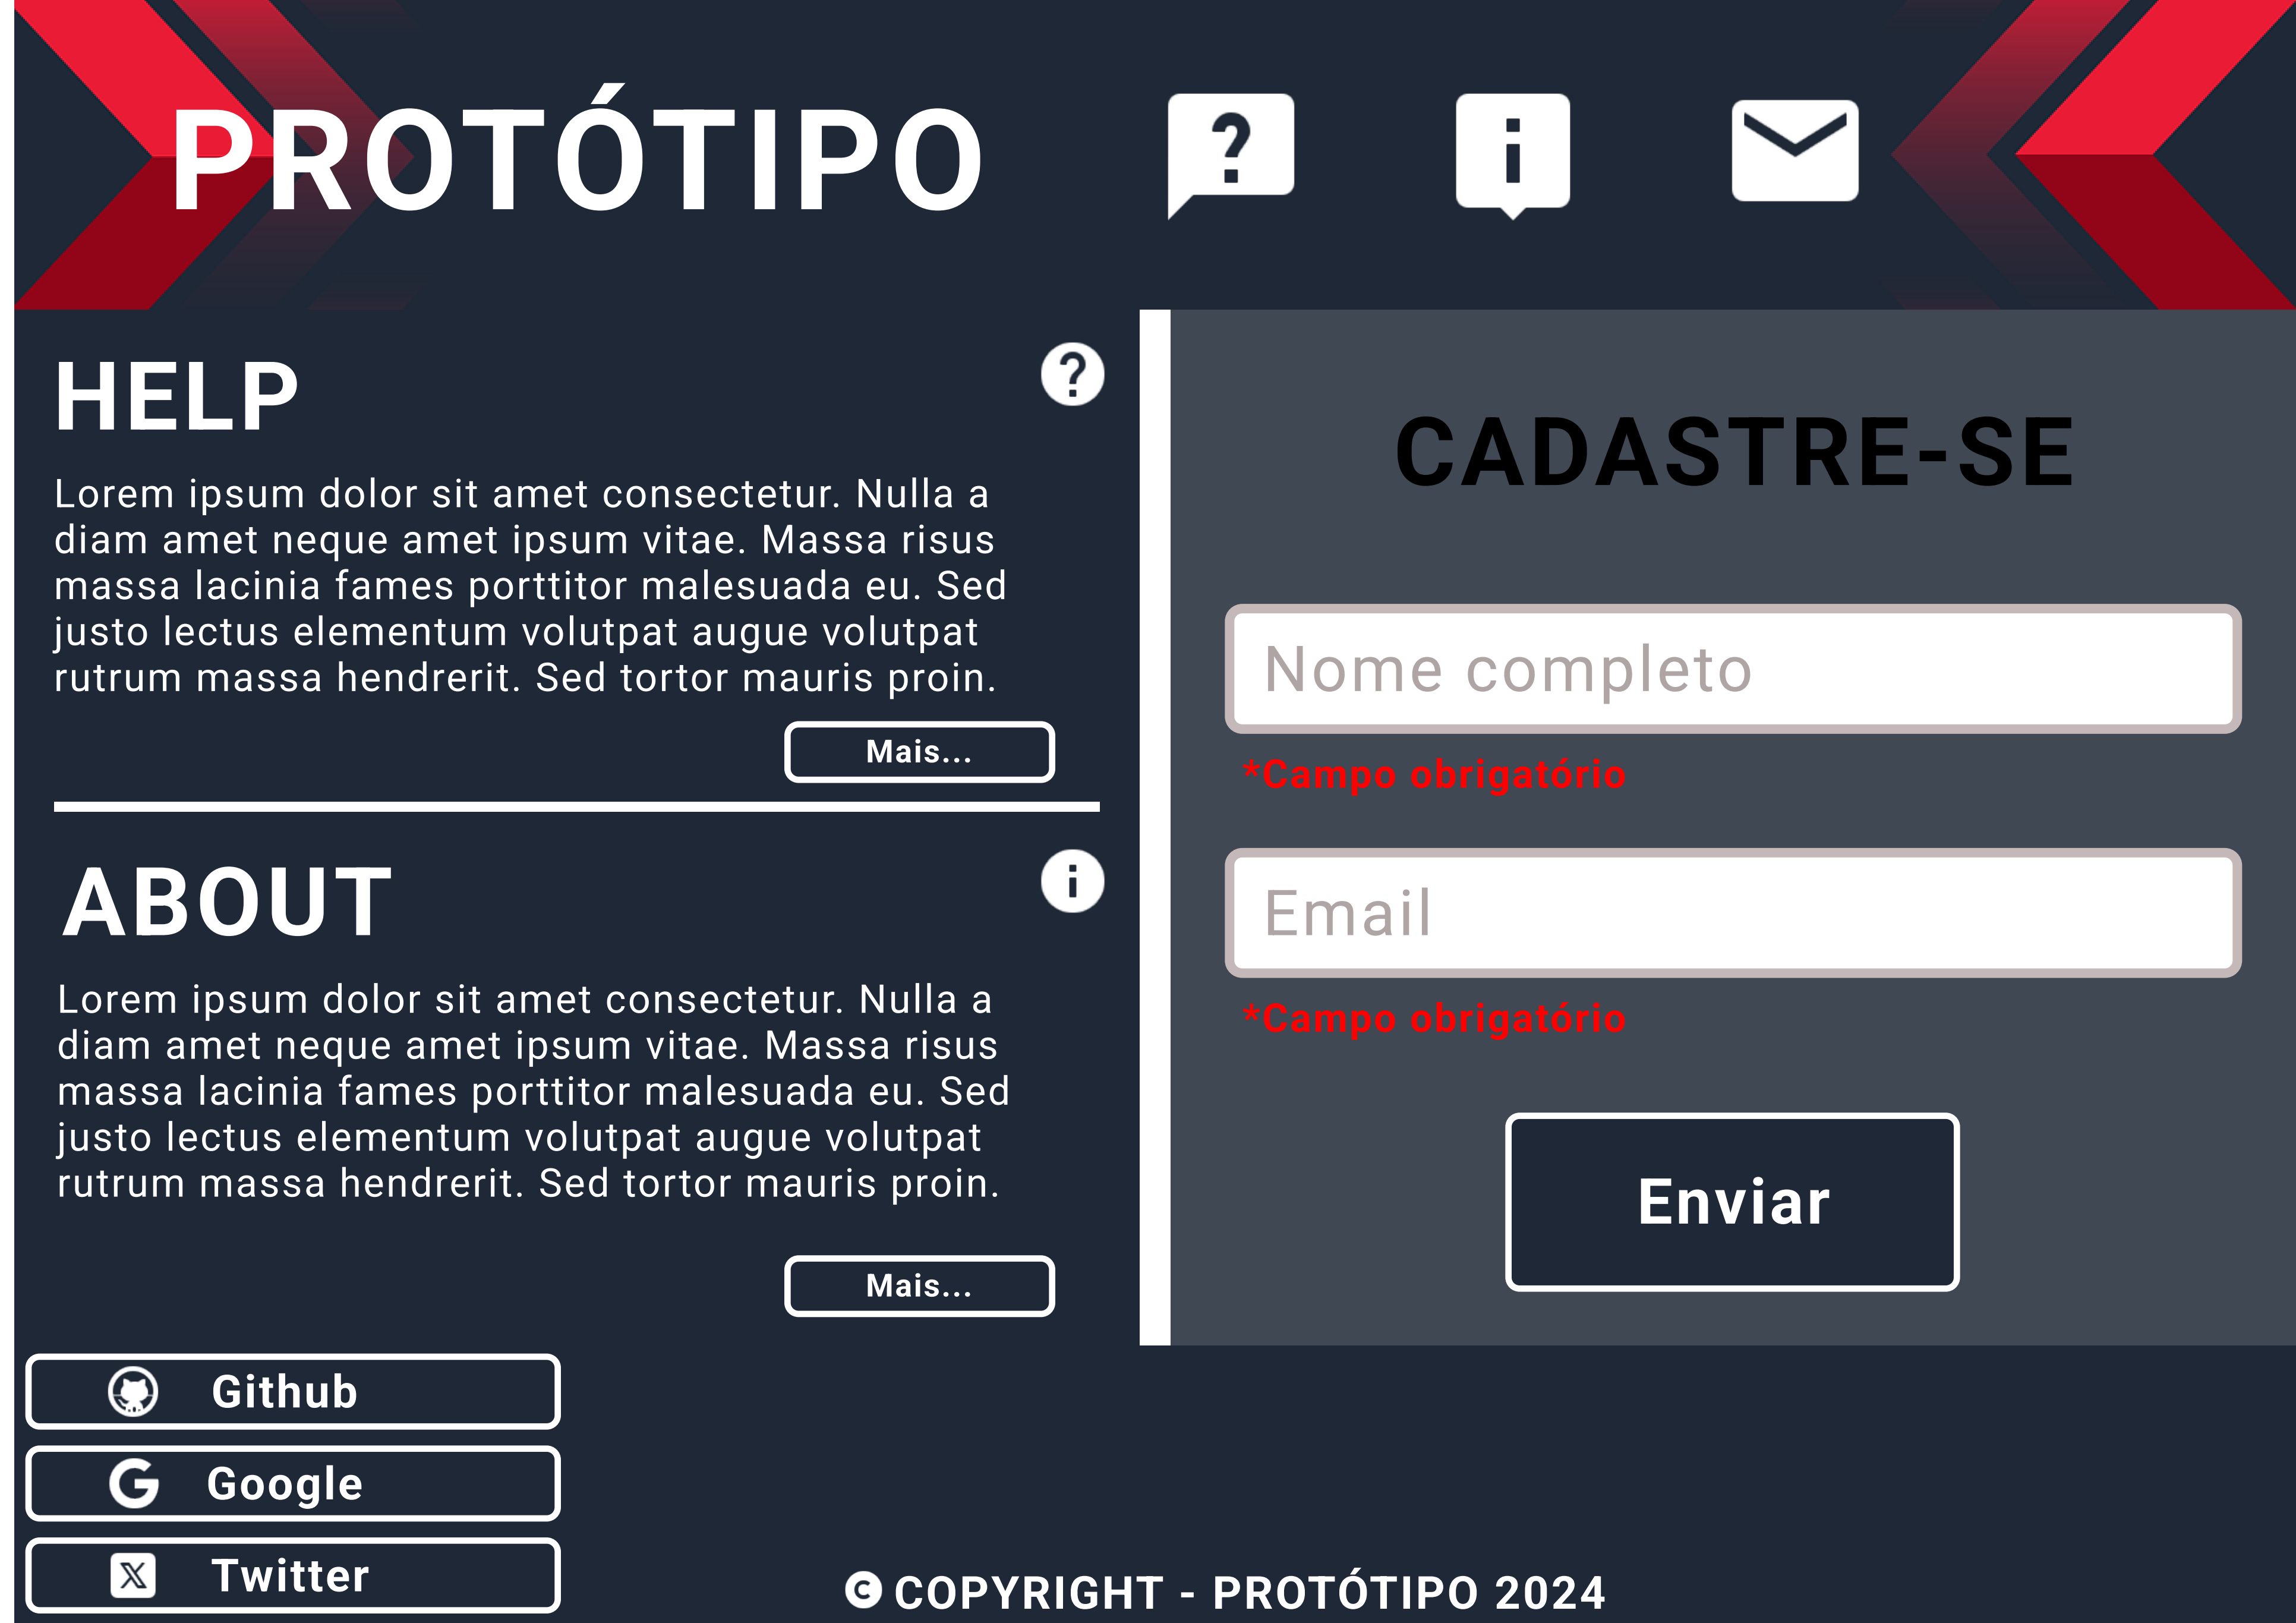 PROTÓTIPO
HELP
Lorem ipsum dolor sit amet consectetur. Nulla a
diam amet neque amet ipsum vitae. Massa risus
massa lacinia fames porttitor malesuada eu. Sed
justo lectus elementum volutpat augue volutpat
rutrum massa hendrerit. Sed tortor mauris proin.
Mais...
ABOUT
Lorem ipsum dolor sit amet consectetur. Nulla a
diam amet neque amet ipsum vitae. Massa risus
massa lacinia fames porttitor malesuada eu. Sed
justo lectus elementum volutpat augue volutpat
rutrum massa hendrerit. Sed tortor mauris proin.
Mais...
CADASTRE-SE
Nome completo
*Campo obrigatório
Email
*Campo obrigatório
Enviar
Github
Google
Twitter
© COPYRIGHT - PROTÓTIPO 2024